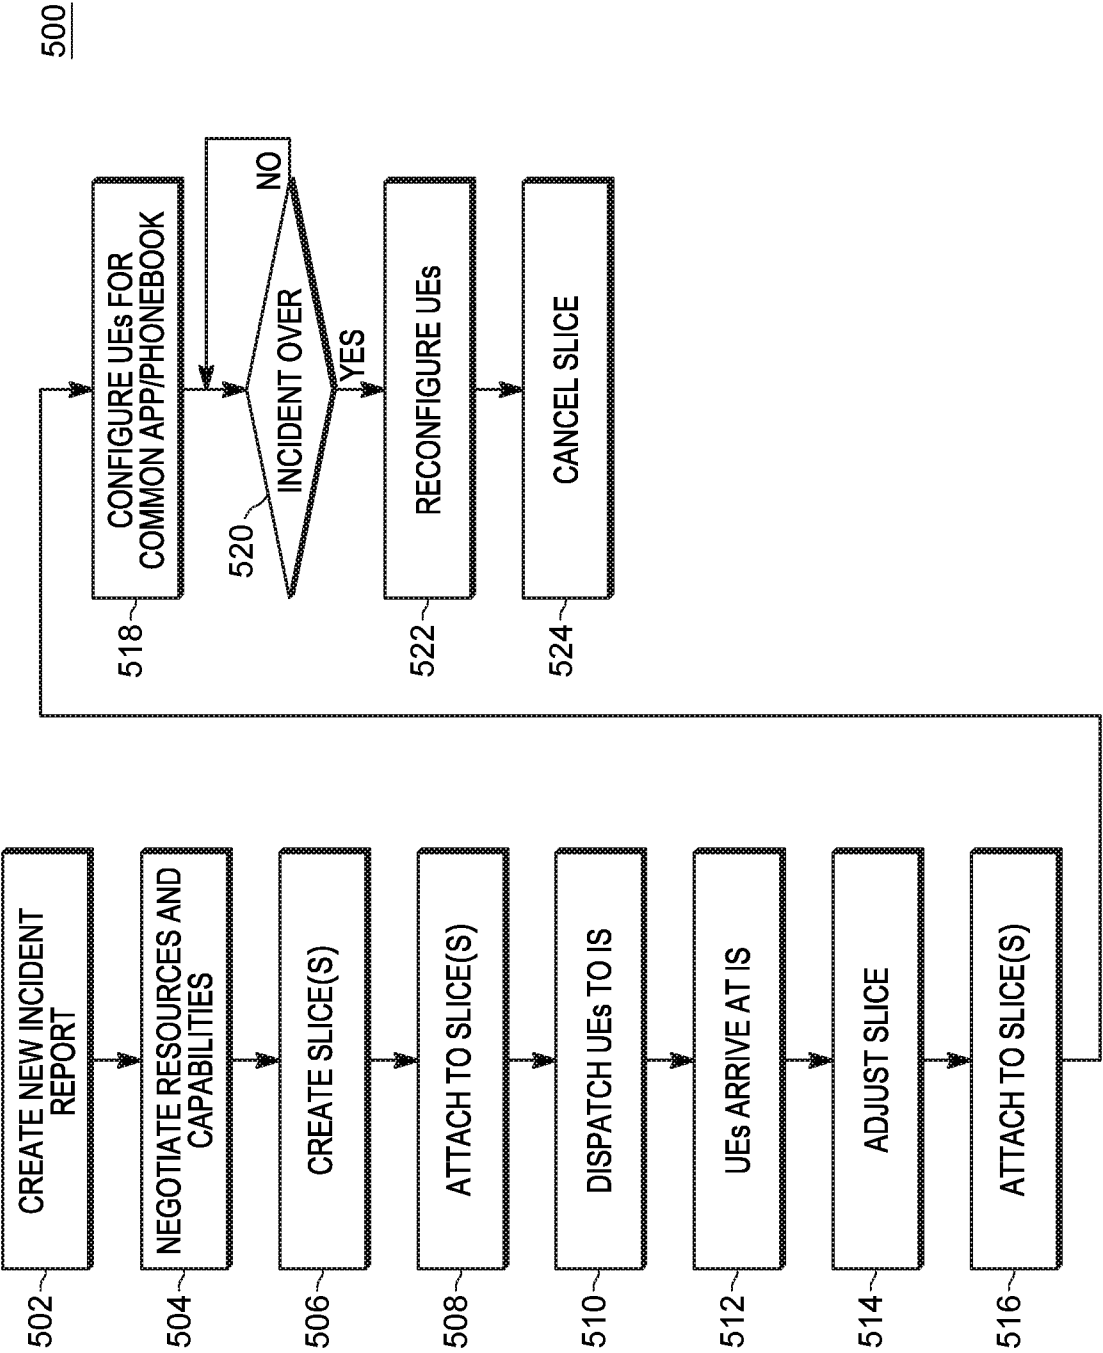 500
502
CREATE NEW INCIDENT
REPORT
504
NEGOTIATE RESOURCES AND
CAPABILITIES
506
CREATE SLICE(S)
508
ATTACH TO SLICE(S)
510
DISPATCH UEs TO IS
512
UEs ARRIVE AT IS
514
ADJUST SLICE
516
ATTACH TO SLICE(S)
518
CONFIGURE UEs FOR
COMMON APP/PHONEBOOK
520
INCIDENT OVER
NO
YES
522
RECONFIGURE UEs
524
CANCEL SLICE